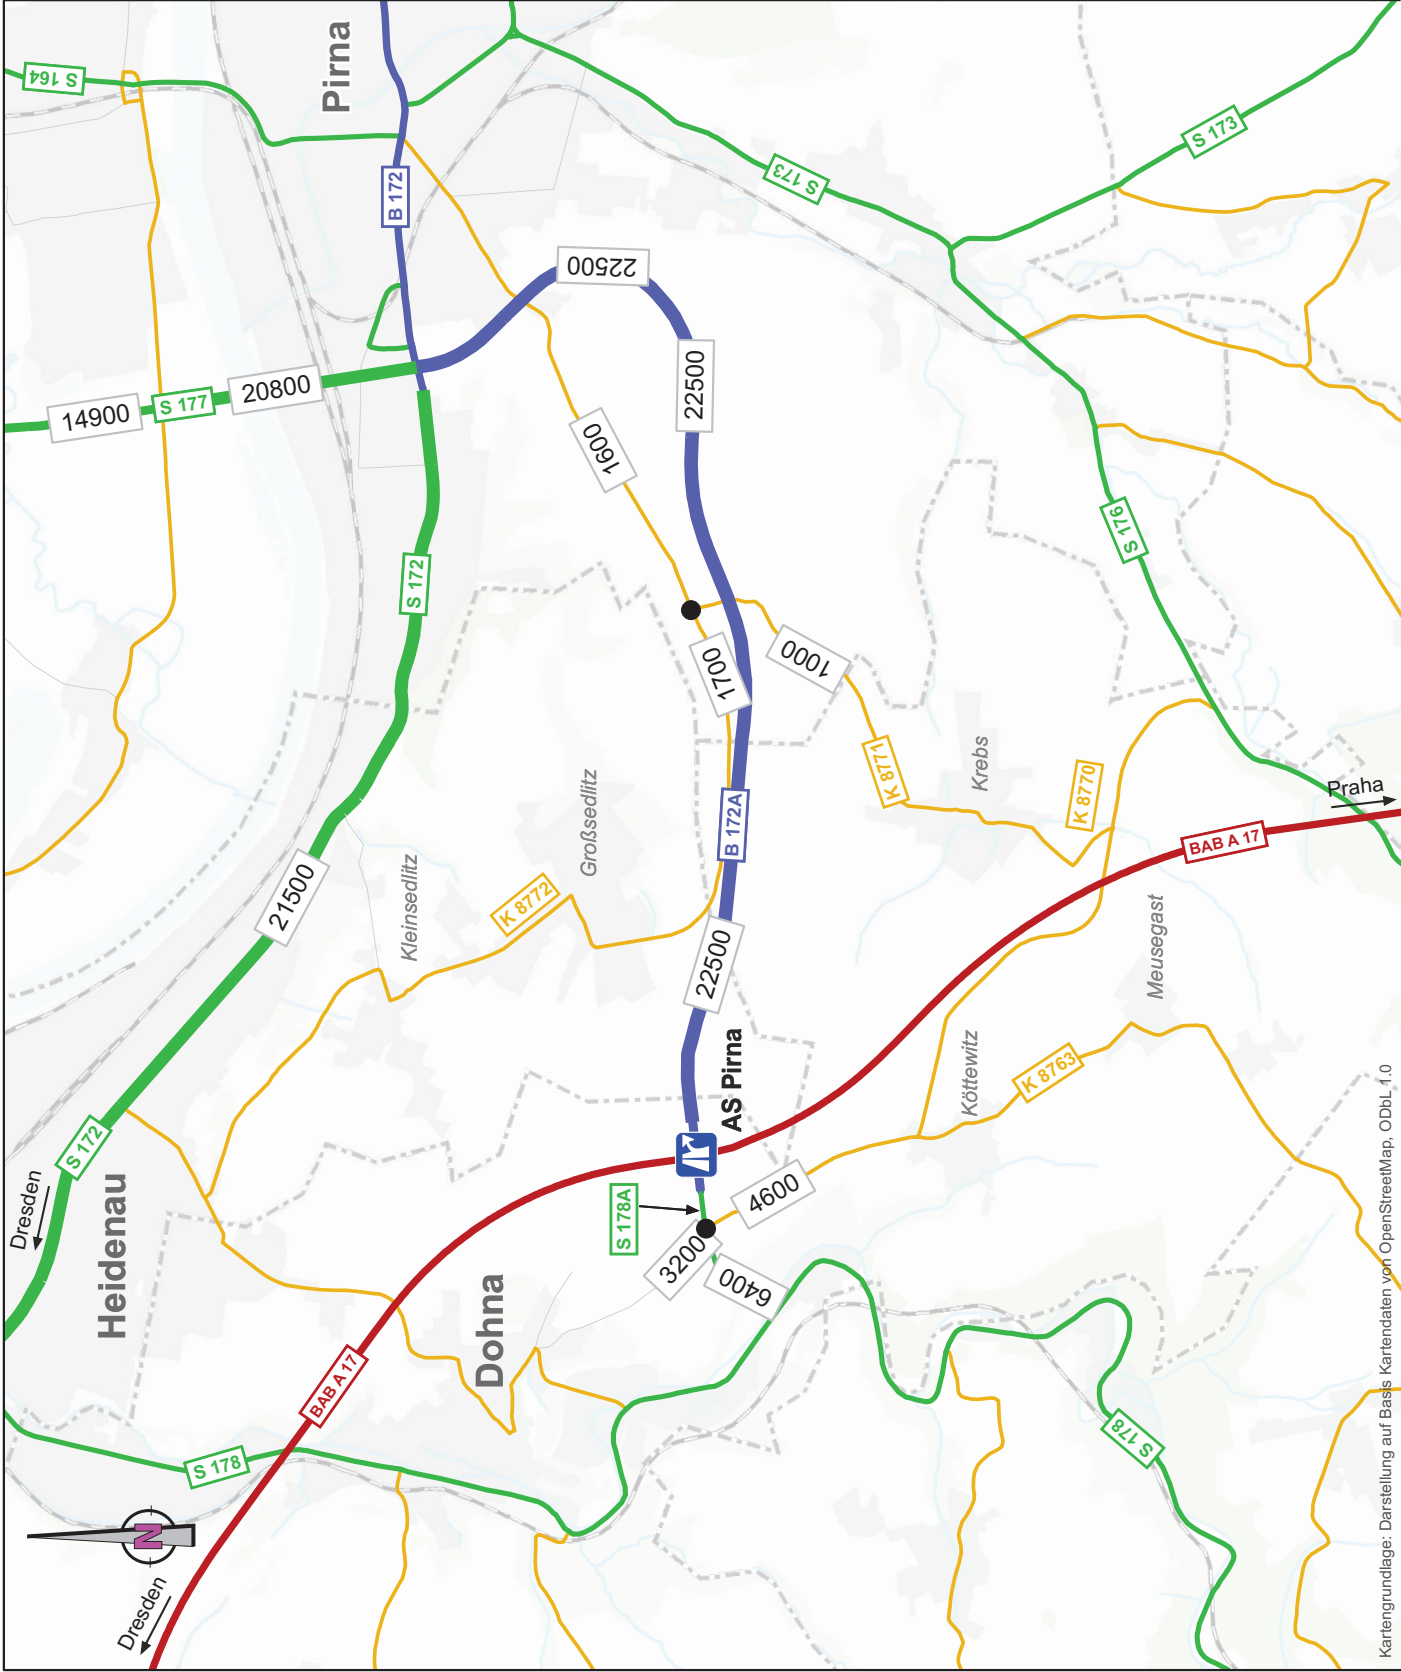 S 164
Pirna
B 172
S 173
S 173
22500
22500
14900
S 177
20800
1600
S 172
S 176
1700
1000
K 8771
Krebs
K 8770
Praha
BAB A 17
B 172A
Großsedlitz
K 8772
Kleinsedlitz
21500
22500
AS Pirna
Meusegast
Köttewitz
K 8763
S 172
Dresden
Heidenau
S 178A
4600
3200
6400
Dohna
BAB A 17
S 178
S 178
N
Dresden
Kartengrundlage: Darstellung auf Basis Kartendaten von OpenStreetMap, ODbL 1.0